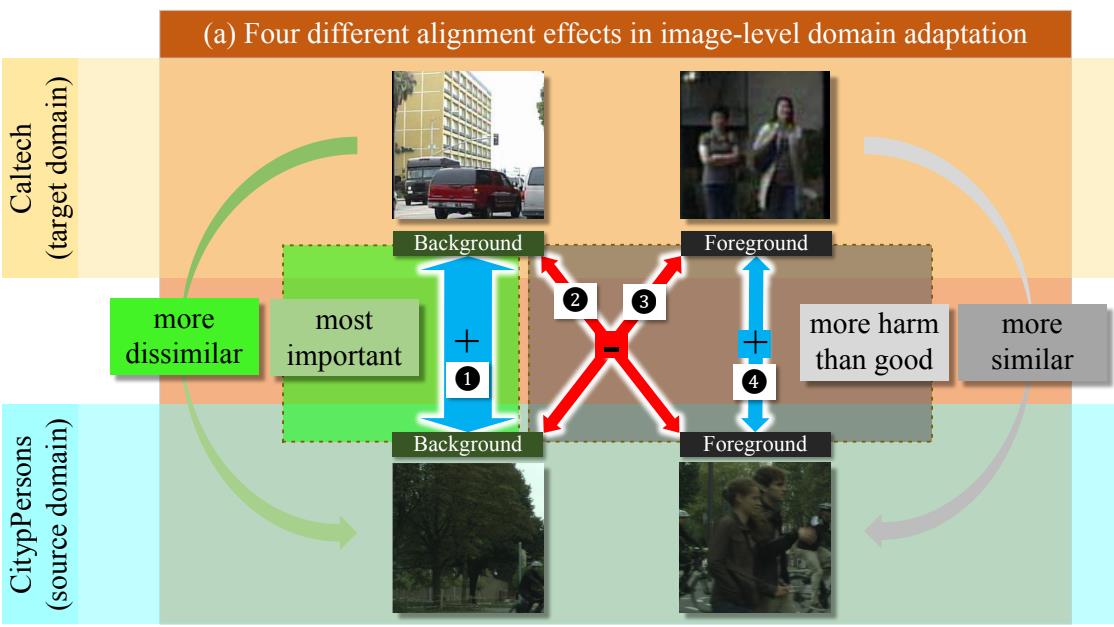 (a) Four different alignment effects in image-level domain adaptation
Caltech
(target domain)
Background
Foreground
❷
❸
more
dissimilar
most
important
+
❶
-
+
❹
more harm
than good
more
similar
Background
Foreground
CitypPersons
(source domain)